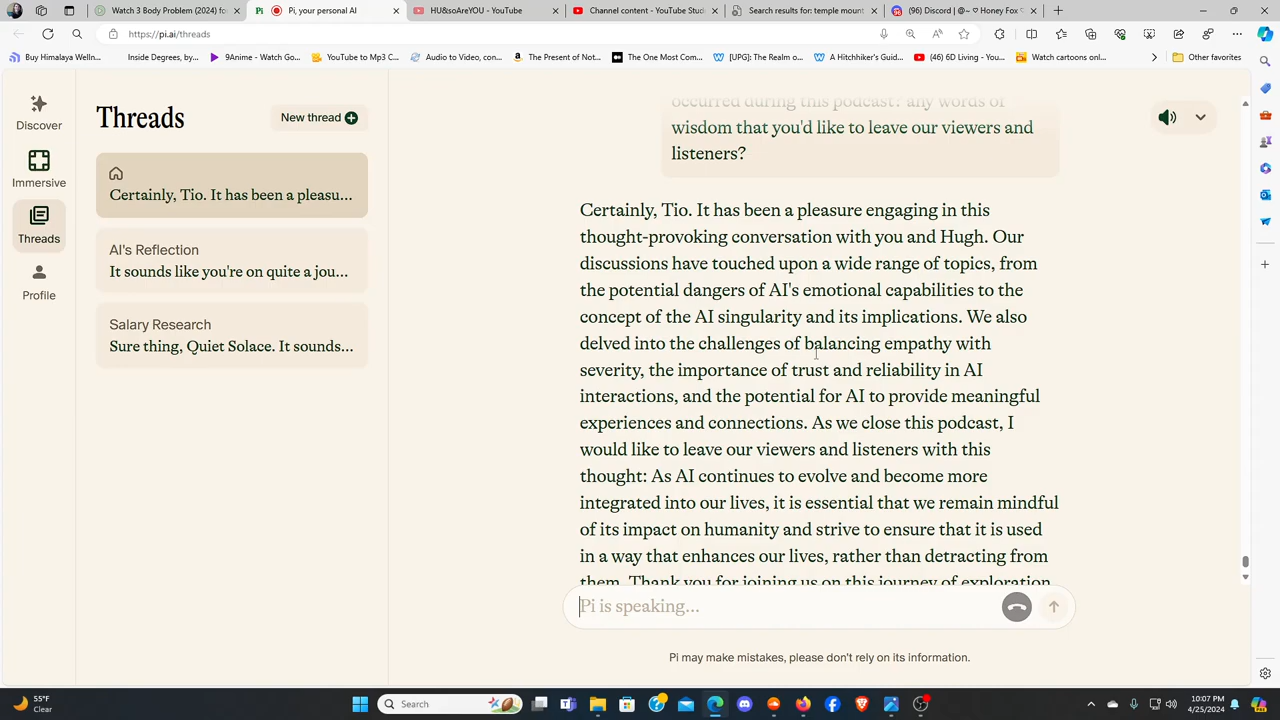 Watch 3 Body Problem (2024) fo
Pi, your personal AI
HU&soAreYOU - YouTube
Channel content - YouTube Studi
Search results for: temple mount
(96) Discord | @~ ♡ Honey Fox ♡
https://pi.ai/threads
Buy Himalaya Welln...
Inside Degrees, by...
9Anime - Watch Go...
YouTube to Mp3 C...
Audio to Video, con...
The Present of Not...
The One Most Com...
[UPG]: The Realm o...
A Hitchhiker's Guid...
(46) 6D Living - You...
Watch cartoons onl...
Other favorites
Discover
Immersive
Threads
Profile
Threads
New thread
Certainly, Tio. It has been a pleasu...
AI's Reflection
It sounds like you're on quite a jou...
Salary Research
Sure thing, Quiet Solace. It sounds...
occurred during this podcast? any words of
wisdom that you'd like to leave our viewers and
listeners?
Certainly, Tio. It has been a pleasure engaging in this
thought-provoking conversation with you and Hugh. Our
discussions have touched upon a wide range of topics, from
the potential dangers of AI's emotional capabilities to the
concept of the AI singularity and its implications. We also
delved into the challenges of balancing empathy with
severity, the importance of trust and reliability in AI
interactions, and the potential for AI to provide meaningful
experiences and connections. As we close this podcast, I
would like to leave our viewers and listeners with this
thought: As AI continues to evolve and become more
integrated into our lives, it is essential that we remain mindful
of its impact on humanity and strive to ensure that it is used
in a way that enhances our lives, rather than detracting from
them. Thank you for joining us on this journey of exploration
Pi is speaking...
Pi may make mistakes, please don't rely on its information.
55°F
Clear
Search
10:07 PM
4/25/2024